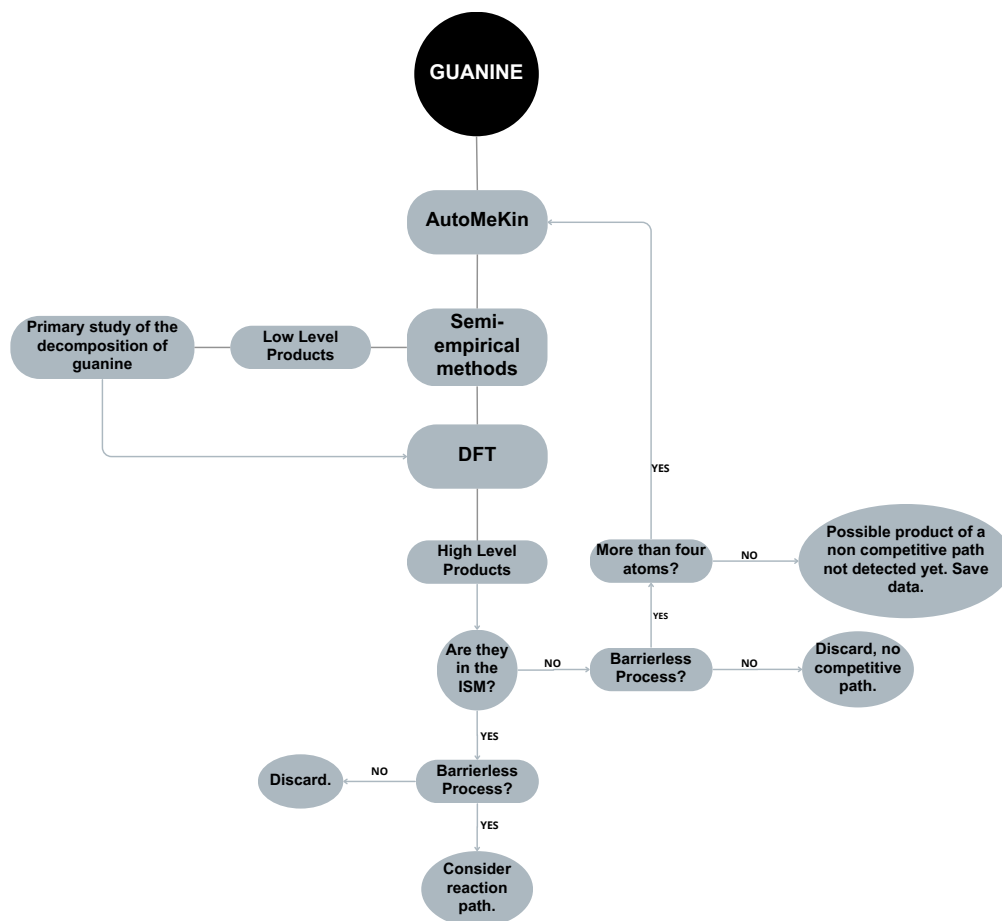 GUANINE
AutoMeKin
Semi-
empirical
methods
Low Level
Products
Primary study of the
decomposition of
guanine
DFT
YES
High Level
Products
More than four
atoms?
NO
Possible product of a
non competitive path
not detected yet. Save
data.
YES
Are they
in the
ISM?
NO
Barrierless
Process?
NO
Discard, no
competitive
path.
YES
Barrierless
Process?
NO
Discard.
YES
Consider
reaction
path.